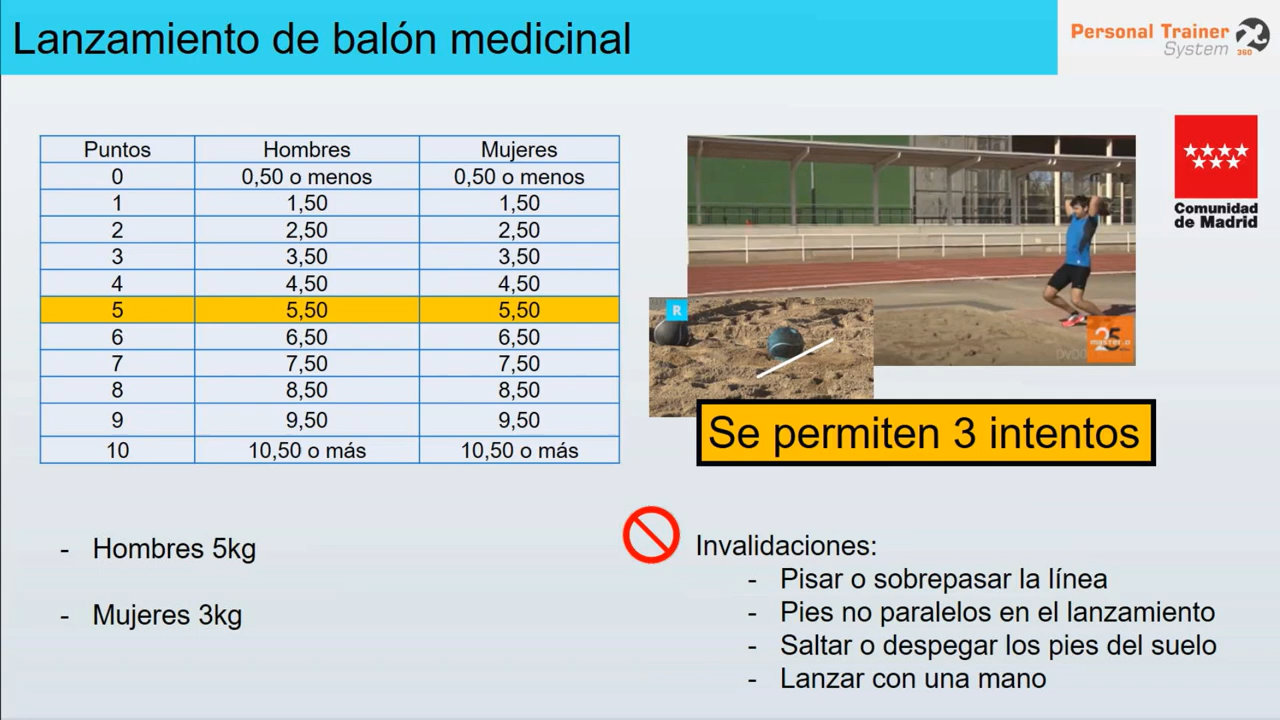 Lanzamiento de balón medicinal
Personal Trainer
System
360
Puntos Hombres Mujeres
0 0,50 o menos 0,50 o menos
1 1,50 1,50
2 2,50 2,50
3 3,50 3,50
4 4,50 4,50
5 5,50 5,50
6 6,50 6,50
7 7,50 7,50
8 8,50 8,50
9 9,50 9,50
10 10,50 o más 10,50 o más
Comunidad
de Madrid
R
25
Se permiten 3 intentos
- Hombres 5kg
- Mujeres 3kg
Invalidaciones:
- Pisar o sobrepasar la línea
- Pies no paralelos en el lanzamiento
- Saltar o despegar los pies del suelo
- Lanzar con una mano